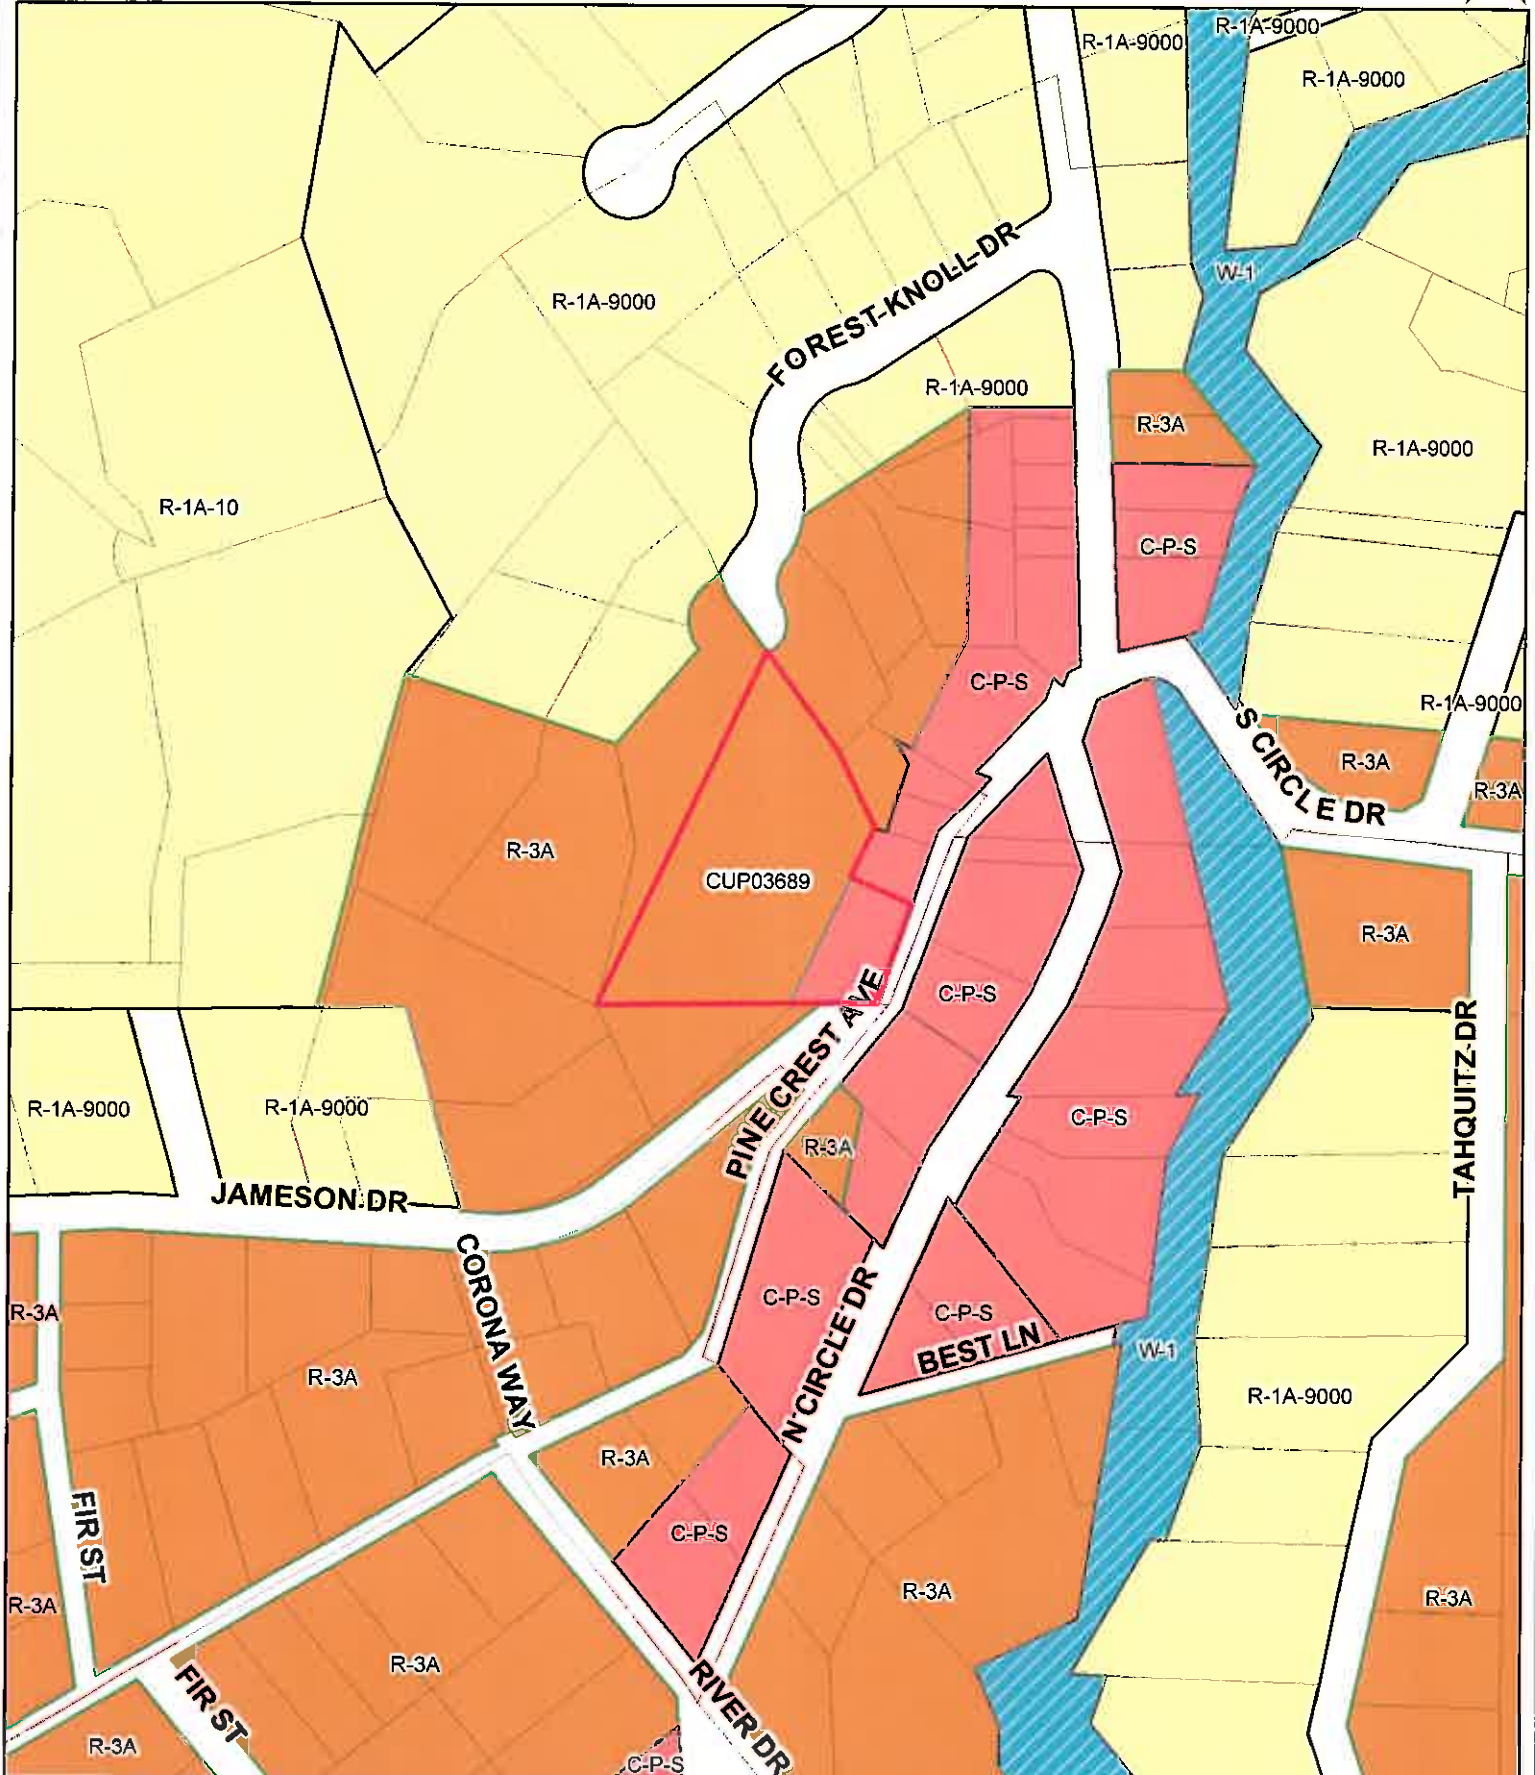 R-1A-9000
R-1A-9000
R-1A-9000
FOREST KNOLL DR
W-1
R-1A-9000
R-1A-9000
R-3A
R-1A-9000
R-1A-10
C-P-S
C-P-S
R-1A-9000
S CIRCLE DR
R-3A
R-3A
R-3A
CUP03689
R-3A
C-P-S
PINE CREST AVE
TAHQUITZ DR
R-1A-9000
R-1A-9000
C-P-S
R-3A
JAMESON DR
CORONA WAY
C-P-S
N CIRCLE DR
C-P-S
R-3A
BEST LN
W-1
R-3A
R-1A-9000
R-3A
FIR ST
C-P-S
R-3A
R-3A
R-3A
R-3A
FIR ST
RIVER DR
R-3A
C-P-S